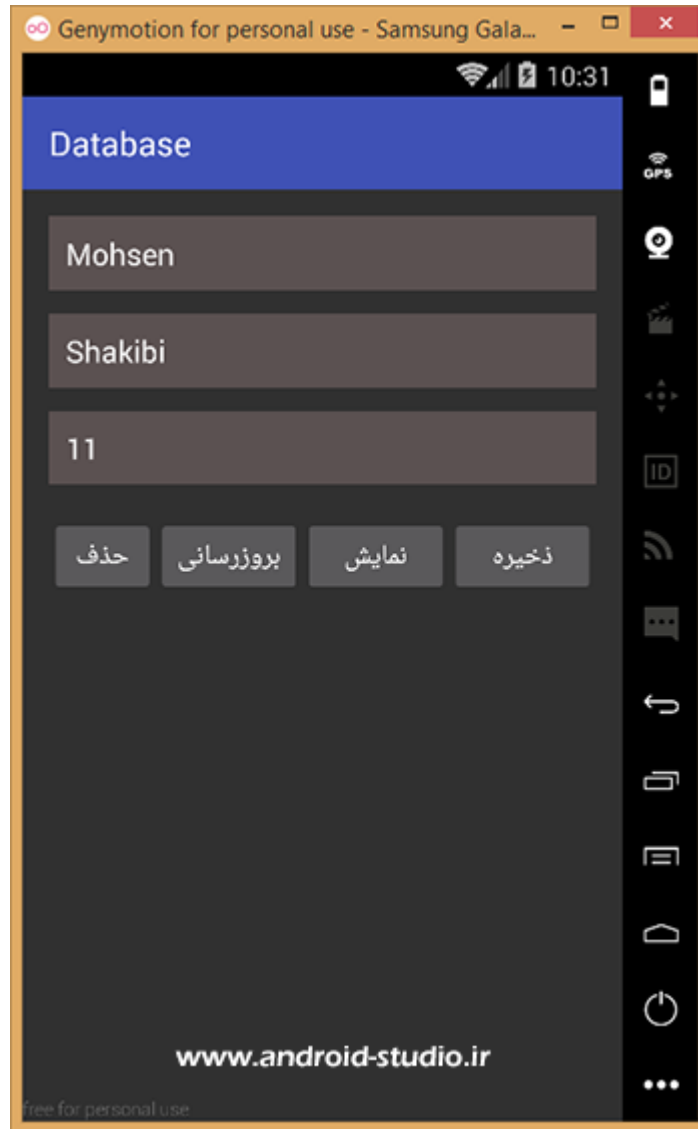 Genymotion for personal use - Samsung Gala...
10:31
GPS
Database
Mohsen
Shakibi
11
ID
ذخیره نمایش بروزرسانی حذف
www.android-studio.ir
free for personal use